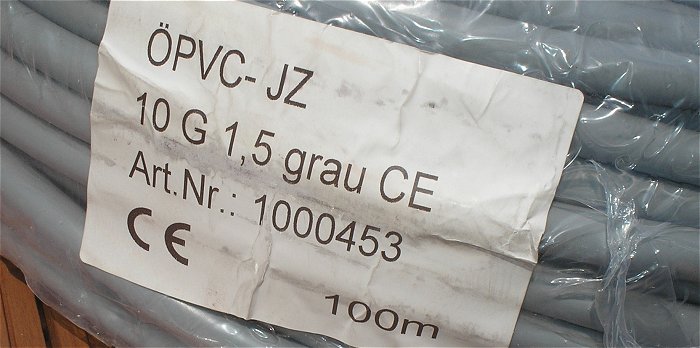 ÖPVC- JZ
10 G 1,5 grau CE
Art.Nr.: 1000453
CE
100m